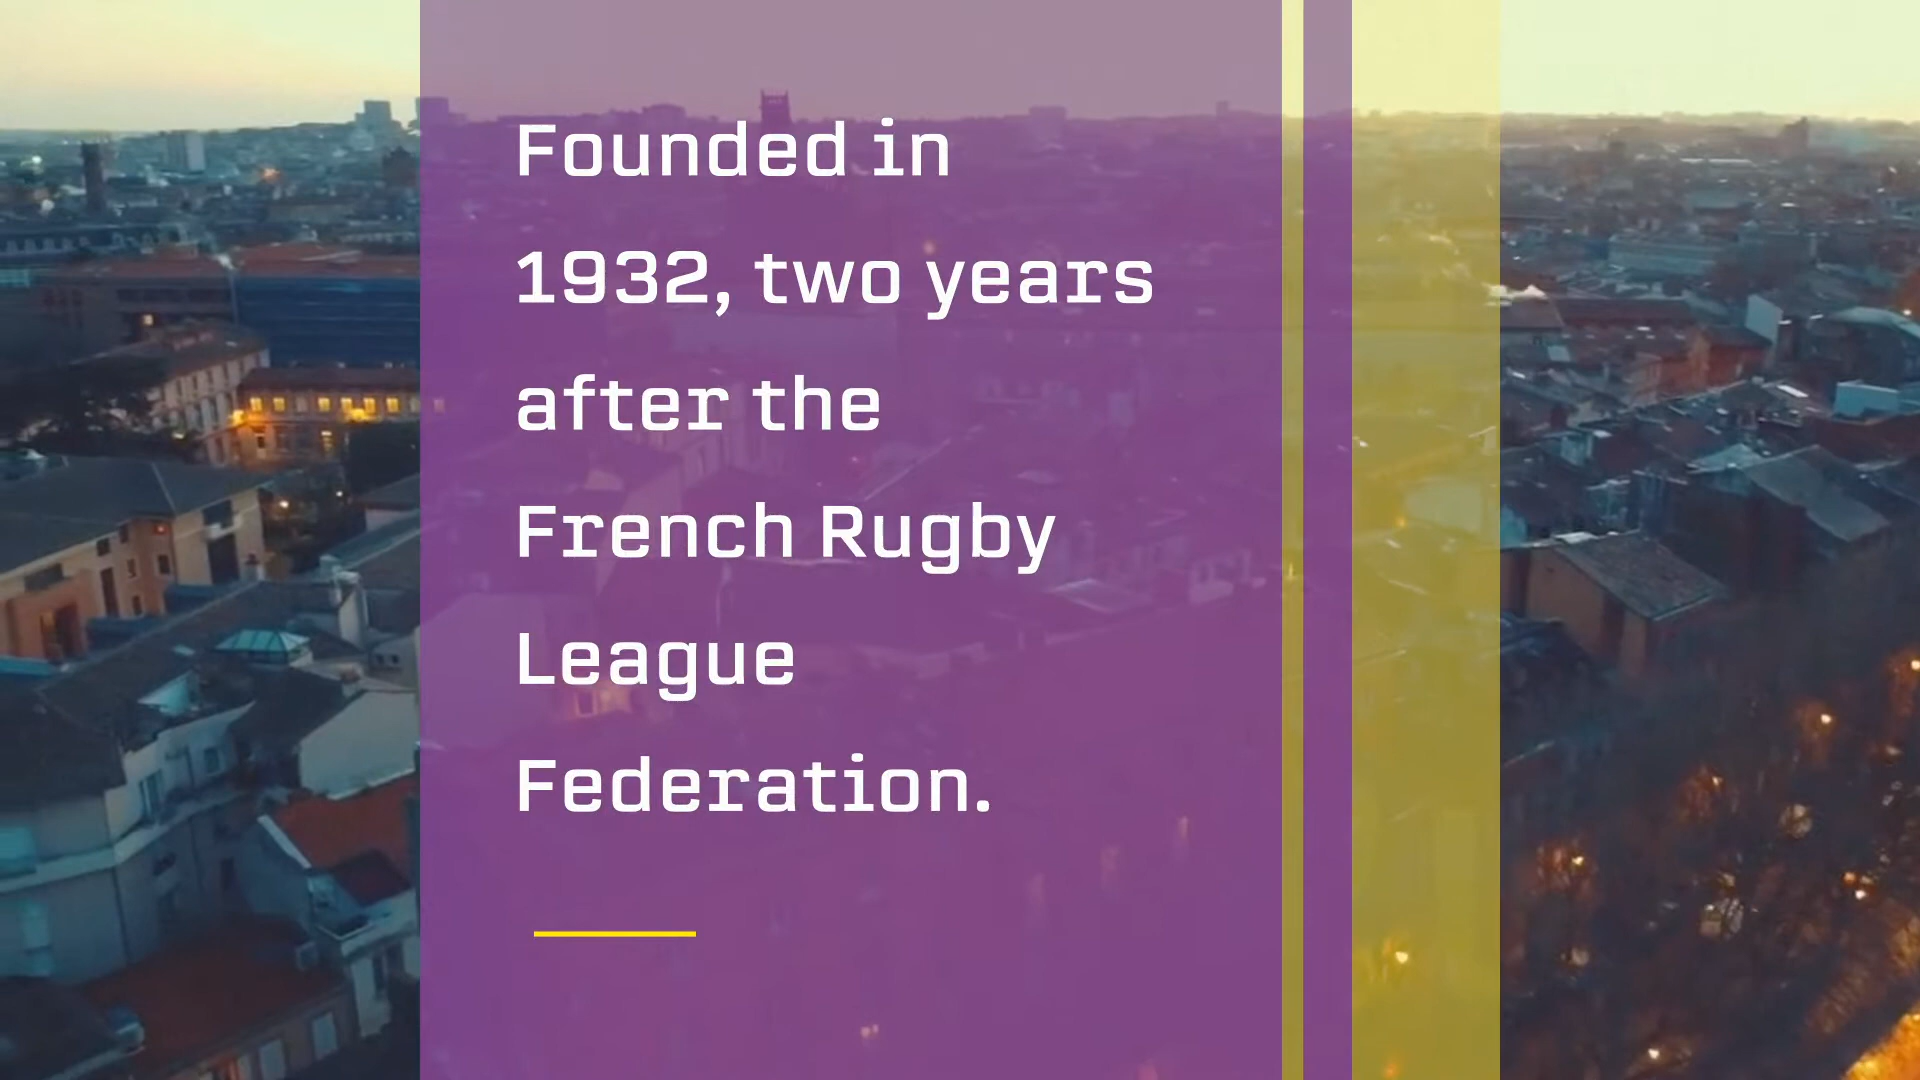 Founded in
1932, two years
after the
French Rugby
League
Federation.